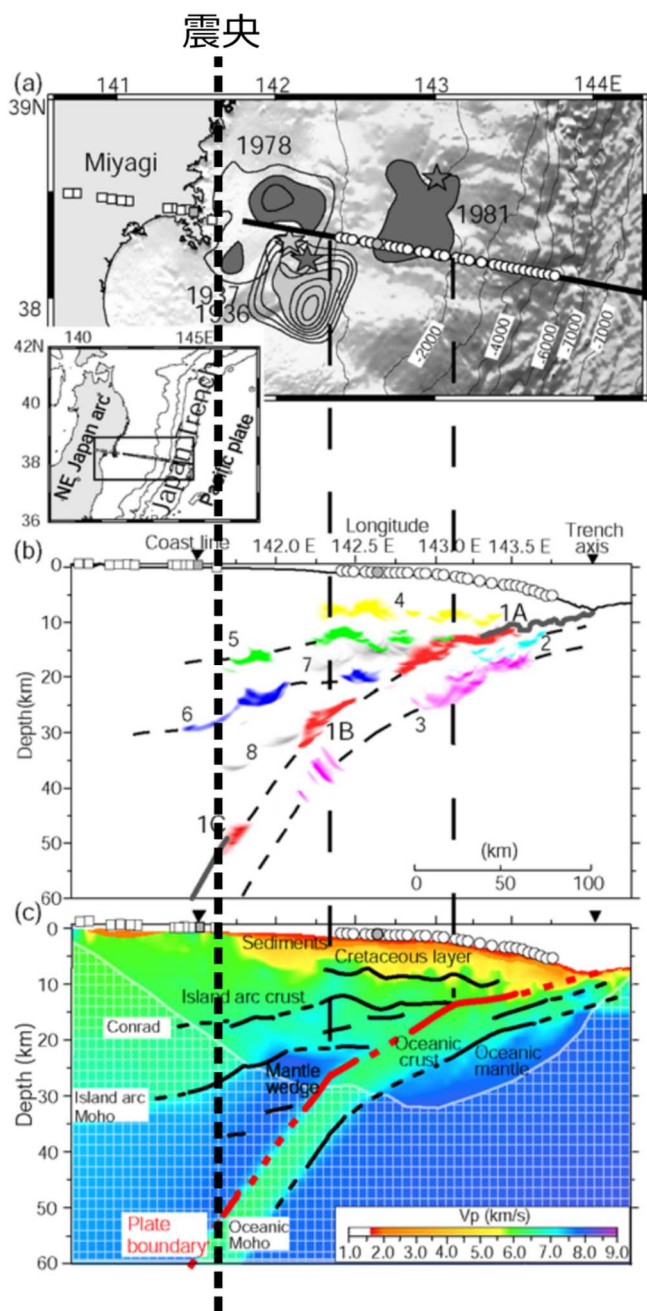 震央
(a) 141 142 143 144E
39N
Miyagi
1978
1981
1937
1936
38
-2000
-4000
-6000
-7000
140 145E
42N
40
38
36
NE Japan arc
Japan Trench
Pacific plate
(b)
Coast line
Longitude
Trench axis
142.0 E 142.5 E 143.0 E 143.5 E
Depth(km)
0
10
20
30
40
50
60
4
1A
5
7
2
6
3
1B
8
1C
(km)
0 50 100
(c)
Depth (km)
0
10
20
30
40
50
60
Sediments
Cretaceous layer
Island arc crust
Conrad
Oceanic crust
Oceanic mantle
Mantle wedge
Island arc Moho
Plate boundary
Oceanic Moho
Vp (km/s)
1.0 2.0 3.0 4.0 5.0 6.0 7.0 8.0 9.0